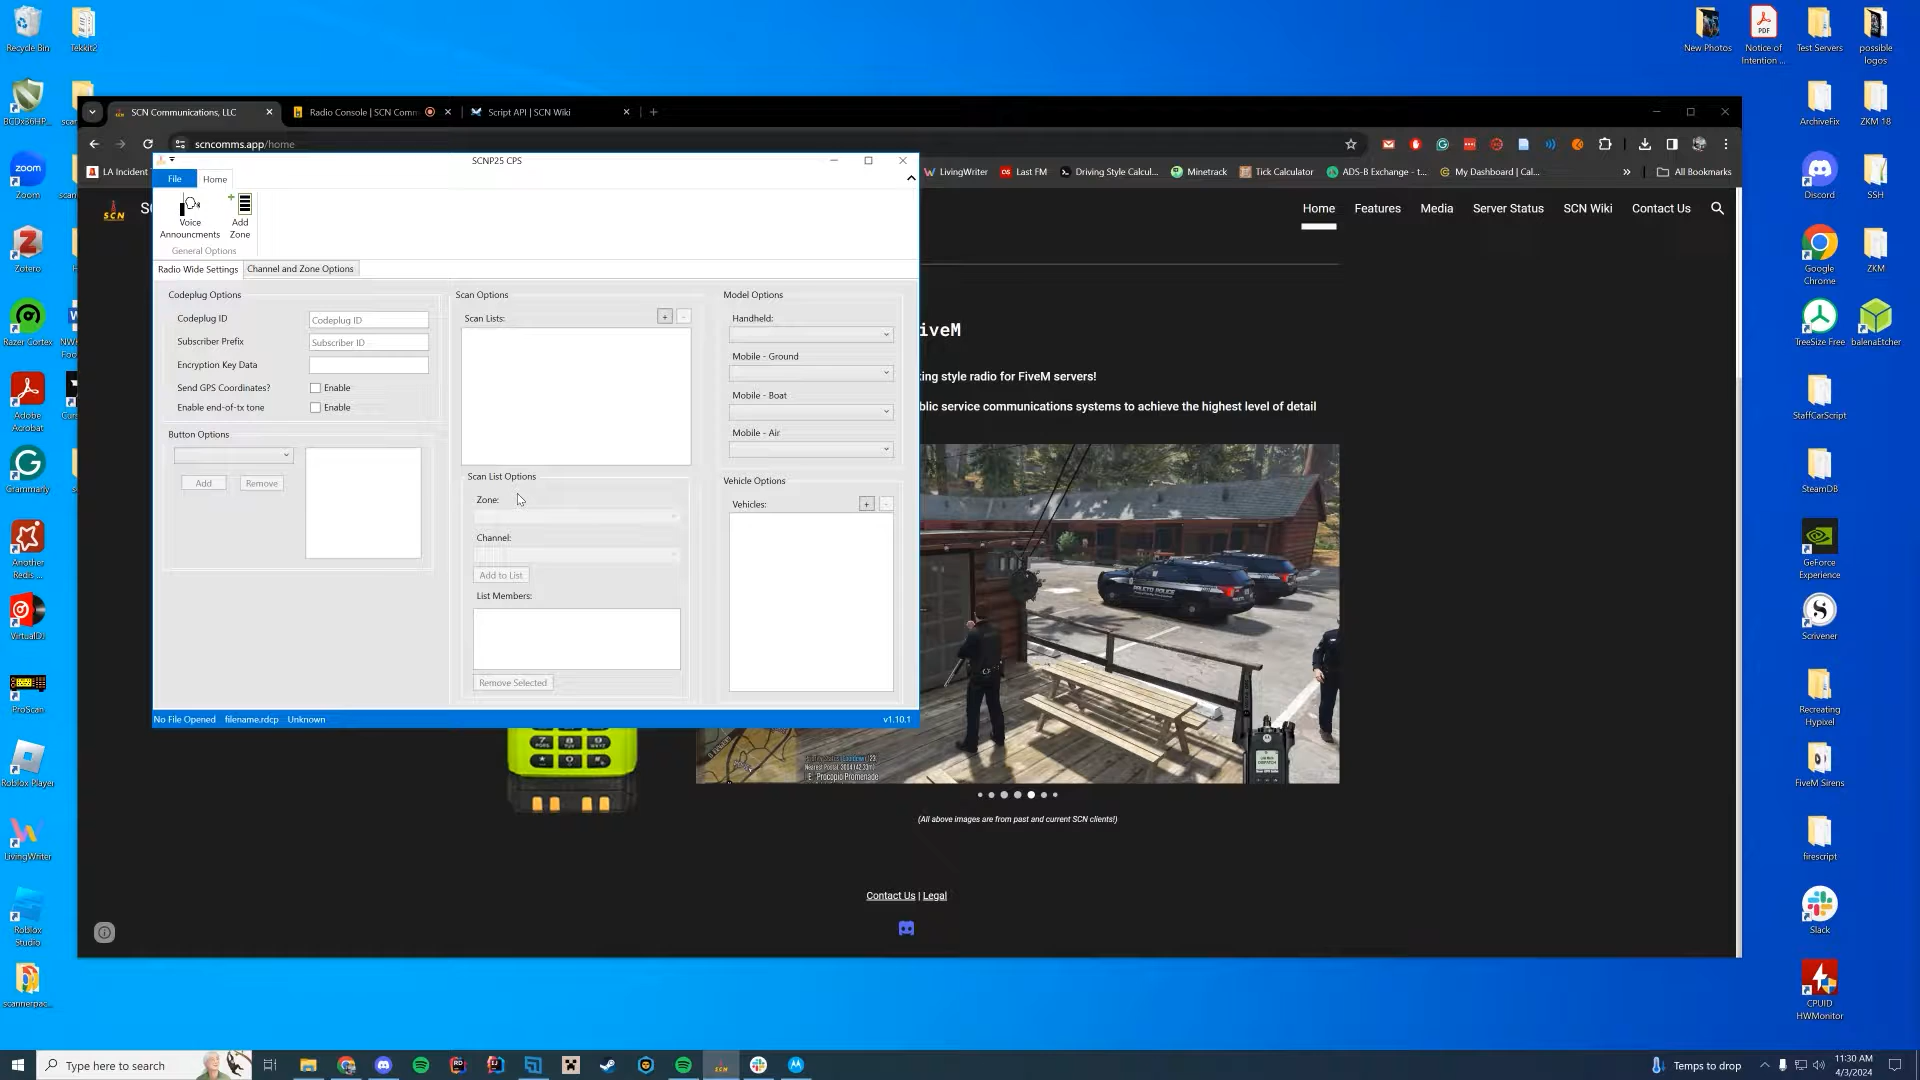 Recycle Bin
Tekkit2
New Photos
Notice of
Intention ...
Test Servers
possible
logos
SCN Communications, LLC
Radio Console | SCN Comm
Script API | SCN Wiki
scncomms.app/home
LA Incident
LivingWriter
Last FM
Driving Style Calcul...
Minetrack
Tick Calculator
ADS-B Exchange - t...
My Dashboard | Cal...
»
All Bookmarks
SCNP25 CPS
File
Home
Voice
Announcments
Add
Zone
General Options
Radio Wide Settings
Channel and Zone Options
Codeplug Options
Codeplug ID
Codeplug ID
Subscriber Prefix
Subscriber ID
Encryption Key Data
Send GPS Coordinates?
Enable
Enable end-of-tx tone
Enable
Button Options
Add
Remove
Scan Options
Scan Lists:
+
-
Scan List Options
Zone:
Channel:
Add to List
List Members:
Remove Selected
Model Options
Handheld:
Mobile - Ground
Mobile - Boat
Mobile - Air
Vehicle Options
Vehicles:
+
-
No File Opened
filename.rdcp
Unknown
v1.10.1
SCN
S
Home
Features
Media
Server Status
SCN Wiki
Contact Us
iveM
king style radio for FiveM servers!
blic service communications systems to achieve the highest level of detail
(All above images are from past and current SCN clients!)
Contact Us | Legal
BCDx36HP...
Zoom
Zotero
Razer Cortex
Adobe
Acrobat
Grammarly
Another
Redis ...
VirtualDJ
ProScan
Roblox Player
LivingWriter
Roblox
Studio
scannerpac...
ArchiveFix
ZKM 18
Discord
SSH
Google
Chrome
ZKM
TreeSize Free
balenaEtcher
StaffCarScript
SteamDB
GeForce
Experience
Scrivener
Recreating
Hypixel
FiveM Sirens
firescript
Slack
CPUID
HWMonitor
Type here to search
Temps to drop
11:30 AM
4/3/2024